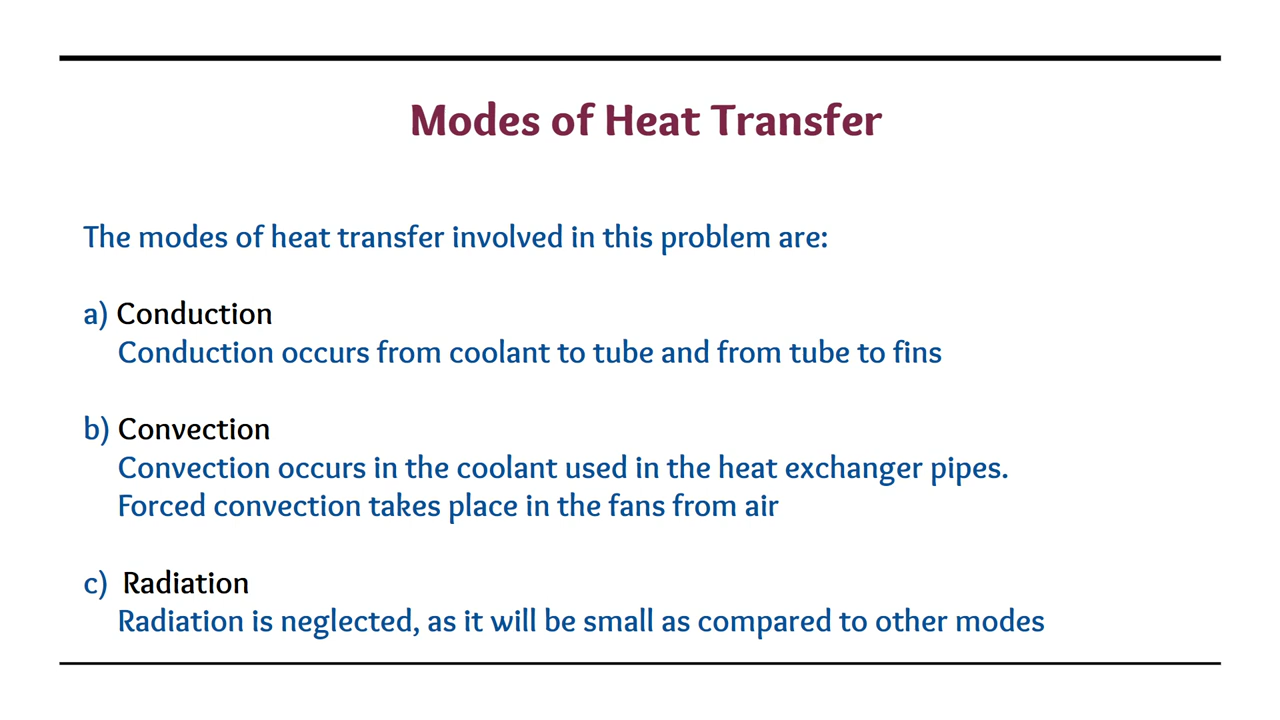 Modes of Heat Transfer
The modes of heat transfer involved in this problem are:
a) Conduction
Conduction occurs from coolant to tube and from tube to fins
b) Convection
Convection occurs in the coolant used in the heat exchanger pipes.
Forced convection takes place in the fans from air
c) Radiation
Radiation is neglected, as it will be small as compared to other modes